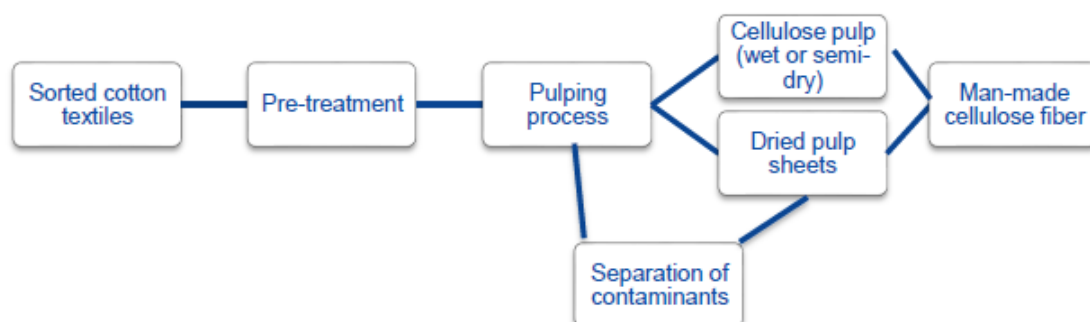 Sorted cotton
textiles
Pre-treatment
Pulping
process
Cellulose pulp
(wet or semi-
dry)
Dried pulp
sheets
Man-made
cellulose fiber
Separation of
contaminants